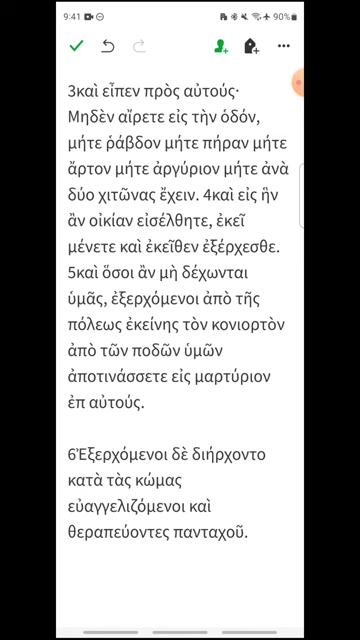 9:41
90%
3καὶ εἶπεν πρὸς αὐτούς·
Μηδὲν αἴρετε εἰς τὴν ὁδόν,
μήτε ῥάβδον μήτε πήραν μήτε
ἄρτον μήτε ἀργύριον μήτε ἀνὰ
δύο χιτῶνας ἔχειν. 4καὶ εἰς ἣν
ἂν οἰκίαν εἰσέλθητε, ἐκεῖ
μένετε καὶ ἐκεῖθεν ἐξέρχεσθε.
5καὶ ὅσοι ἂν μὴ δέχωνται
ὑμᾶς, ἐξερχόμενοι ἀπὸ τῆς
πόλεως ἐκείνης τὸν κονιορτὸν
ἀπὸ τῶν ποδῶν ὑμῶν
ἀποτινάσσετε εἰς μαρτύριον
ἐπ αὐτούς.
6Ἐξερχόμενοι δὲ διήρχοντο
κατὰ τὰς κώμας
εὐαγγελιζόμενοι καὶ
θεραπεύοντες πανταχοῦ.